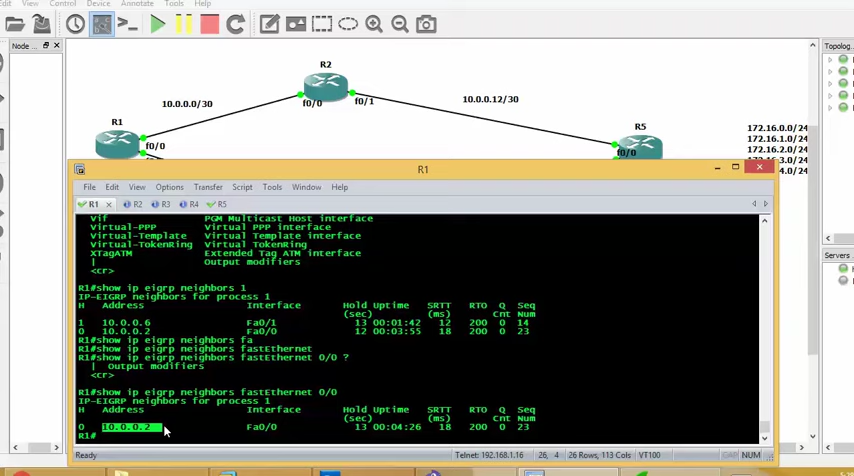 Edit View Control Device Annotate Tools Help
Node
Topolog
R2
10.0.0.0/30
10.0.0.12/30
f0/0
f0/1
R1
R5
172.16.0.0/24
f0/0
172.16.1.0/24
f0/0
172.16.2.0/24
R1
File Edit View Options Transfer Script Tools Window Help
R1 R2 R3 R4 R5
Vif PGM Multicast Host interface
Virtual-PPP Virtual PPP interface
Virtual-Template Virtual Template interface
Virtual-TokenRing Virtual TokenRing
XTagATM Extended Tag ATM interface
| Output modifiers
<cr>
R1#show ip eigrp neighbors 1
IP-EIGRP neighbors for process 1
H Address Interface Hold Uptime SRTT RTO Q Seq
(sec) (ms) Cnt Num
1 10.0.0.6 Fa0/1 13 00:01:42 12 200 0 14
0 10.0.0.2 Fa0/0 12 00:03:55 18 200 0 23
R1#show ip eigrp neighbors fa
R1#show ip eigrp neighbors fastEthernet
R1#show ip eigrp neighbors fastEthernet 0/0 ?
| Output modifiers
<cr>
R1#show ip eigrp neighbors fastEthernet 0/0
IP-EIGRP neighbors for process 1
H Address Interface Hold Uptime SRTT RTO Q Seq
(sec) (ms) Cnt Num
0 10.0.0.2 Fa0/0 13 00:04:26 18 200 0 23
R1#
Ready Telnet: 192.168.1.16 26, 4 26 Rows, 113 Cols VT100 CAP NUM
Servers